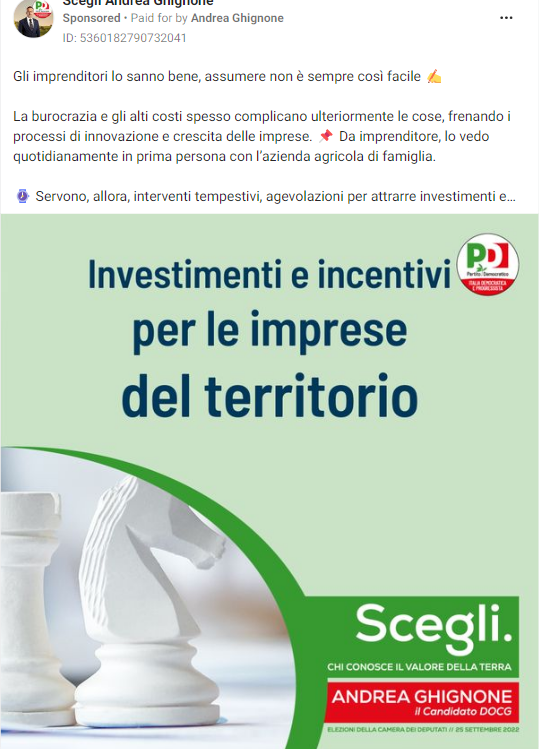 Scegli Andrea Ghignone
Sponsored • Paid for by Andrea Ghignone
ID: 5360182790732041
Gli imprenditori lo sanno bene, assumere non è sempre così facile ✍️
La burocrazia e gli alti costi spesso complicano ulteriormente le cose, frenando i
processi di innovazione e crescita delle imprese. 📌 Da imprenditore, lo vedo
quotidianamente in prima persona con l'azienda agricola di famiglia.
⌚ Servono, allora, interventi tempestivi, agevolazioni per attrarre investimenti e...
Investimenti e incentivi
per le imprese
del territorio
PD
Partito Democratico
ITALIA DEMOCRATICA
E PROGRESSISTA
Scegli.
CHI CONOSCE IL VALORE DELLA TERRA
ANDREA GHIGNONE
il Candidato DOCG
ELEZIONI DELLA CAMERA DEI DEPUTATI // 25 SETTEMBRE 2022